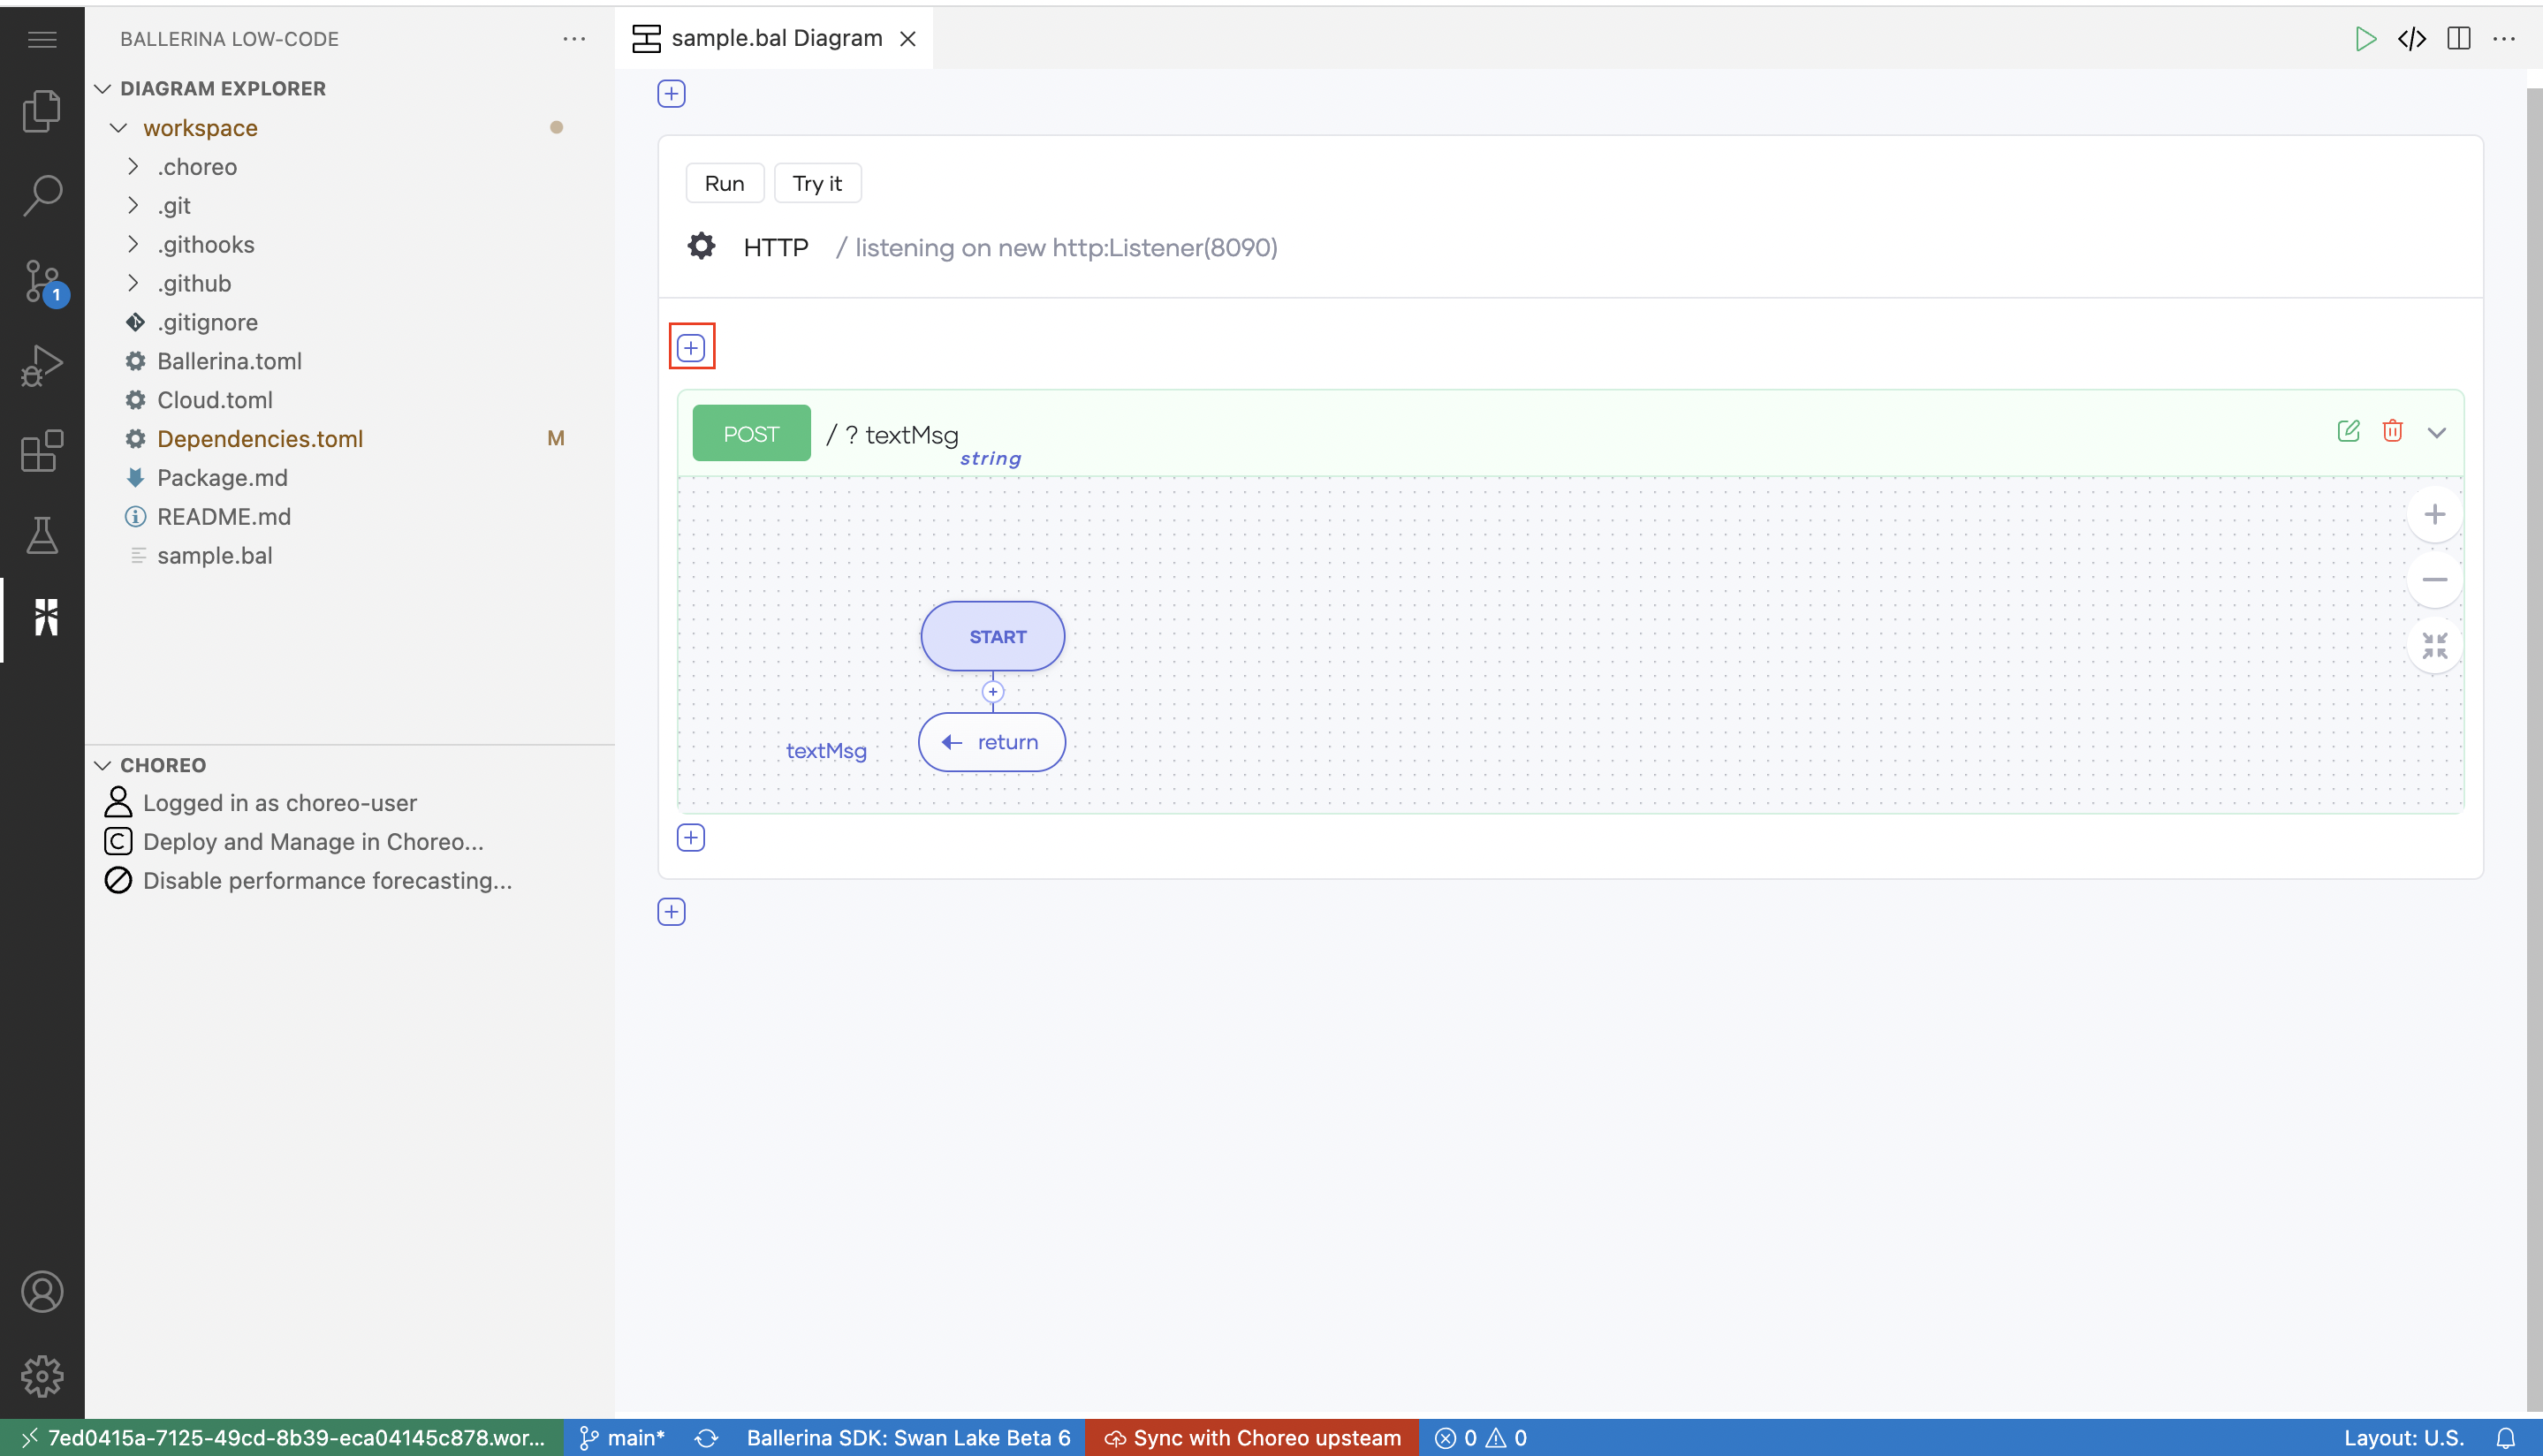 BALLERINA LOW-CODE
DIAGRAM EXPLORER
workspace
.choreo
.git
.githooks
.github
.gitignore
Ballerina.toml
Cloud.toml
Dependencies.toml M
Package.md
README.md
sample.bal
CHOREO
Logged in as choreo-user
Deploy and Manage in Choreo...
Disable performance forecasting...
1
sample.bal Diagram
Run Try it
HTTP / listening on new http:Listener(8090)
POST / ? textMsg
string
START
textMsg return
7ed0415a-7125-49cd-8b39-eca04145c878.wor... main* Ballerina SDK: Swan Lake Beta 6 Sync with Choreo upsteam 0 0 Layout: U.S.